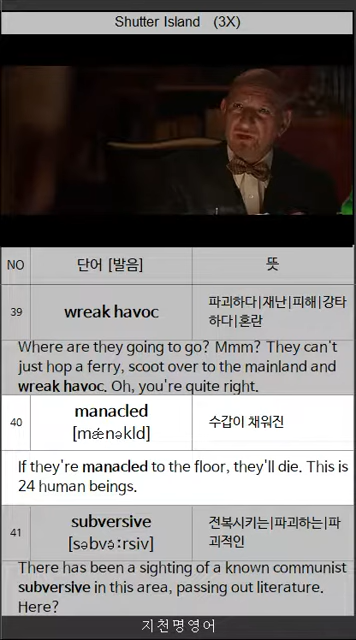 Shutter Island (3X)
NO
단어 [발음]
뜻
39
wreak havoc
파괴하다|재난|피해|강타
하다|혼란
Where are they going to go? Mmm? They can't
just hop a ferry, scoot over to the mainland and
wreak havoc. Oh, you're quite right.
40
manacled
[mǽnəkld]
수갑이 채워진
If they're manacled to the floor, they'll die. This is
24 human beings.
41
subversive
[səbvə́ːrsiv]
전복시키는|파괴하는|파
괴적인
There has been a sighting of a known communist
subversive in this area, passing out literature.
Here?
지천명영어